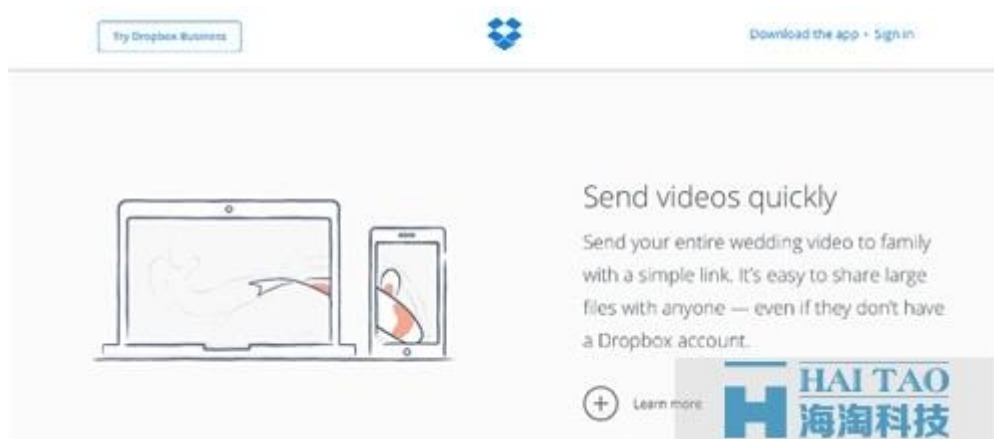 Try Dropbox Business
Download the app • Sign in
Send videos quickly
Send your entire wedding video to family
with a simple link. It's easy to share large
files with anyone — even if they don't have
a Dropbox account.
Learn more
HAI TAO
海淘科技